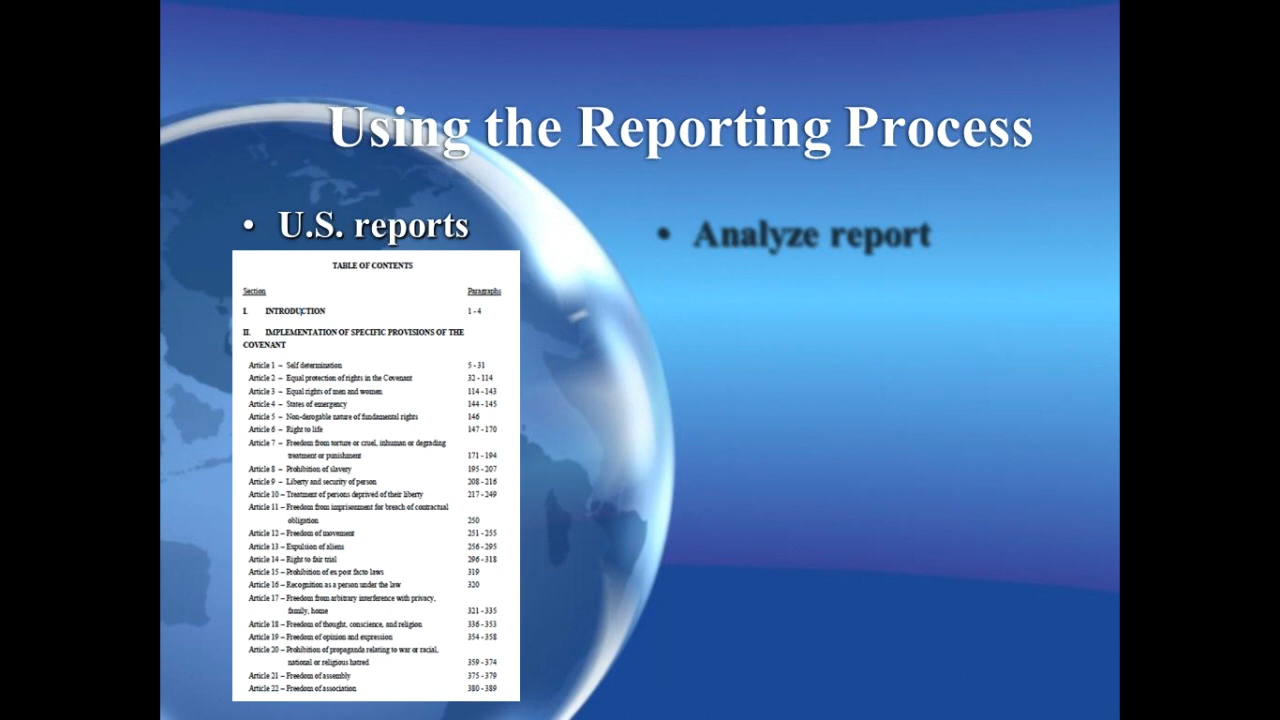 Using the Reporting Process
• U.S. reports
TABLE OF CONTENTS
Section Paragraphs
I. INTRODUCTION 1 - 4
II. IMPLEMENTATION OF SPECIFIC PROVISIONS OF THE
COVENANT
Article 1 – Self determination 5 - 31
Article 2 – Equal protection of rights in the Covenant 32 - 114
Article 3 – Equal rights of men and women 114 - 143
Article 4 – States of emergency 144 - 145
Article 5 – Non-derogable nature of fundamental rights 146
Article 6 – Right to life 147 - 170
Article 7 – Freedom from torture or cruel, inhuman or degrading
treatment or punishment 171 - 194
Article 8 – Prohibition of slavery 195 - 207
Article 9 – Liberty and security of person 208 - 216
Article 10 – Treatment of persons deprived of their liberty 217 - 249
Article 11 – Freedom from imprisonment for breach of contractual
obligation 250
Article 12 – Freedom of movement 251 - 255
Article 13 – Expulsion of aliens 256 - 295
Article 14 – Right to fair trial 296 - 318
Article 15 – Prohibition of ex post facto laws 319
Article 16 – Recognition as a person under the law 320
Article 17 – Freedom from arbitrary interference with privacy,
family, home 321 - 335
Article 18 – Freedom of thought, conscience, and religion 336 - 353
Article 19 – Freedom of opinion and expression 354 - 358
Article 20 – Prohibition of propaganda relating to war or racial,
national or religious hatred 359 - 374
Article 21 – Freedom of assembly 375 - 379
Article 22 – Freedom of association 380 - 389
• Analyze report